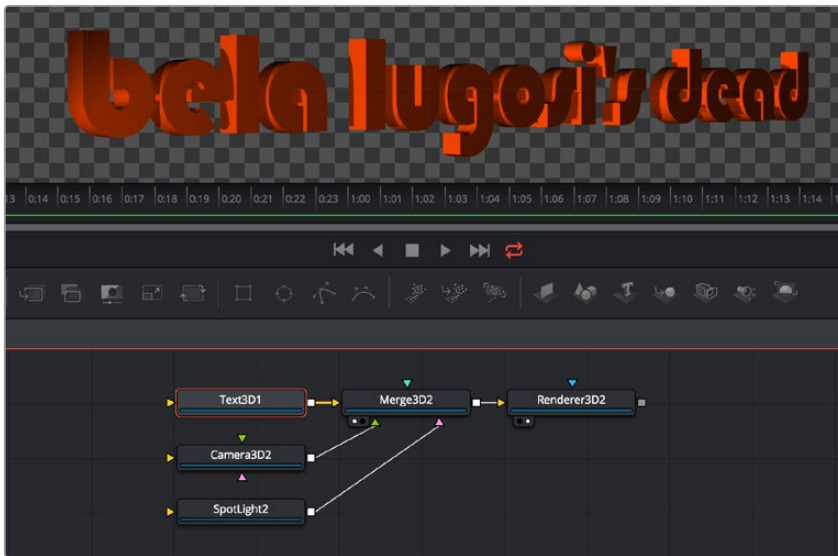 bela lugosi's dead
13 0:14 0:15 0:16 0:17 0:18 0:19 0:20 0:21 0:22 0:23 1:00 1:01 1:02 1:03 1:04 1:05 1:06 1:07 1:08 1:09 1:10 1:11 1:12 1:13 1:14
Text3D1 Merge3D2 Renderer3D2
Camera3D2
SpotLight2